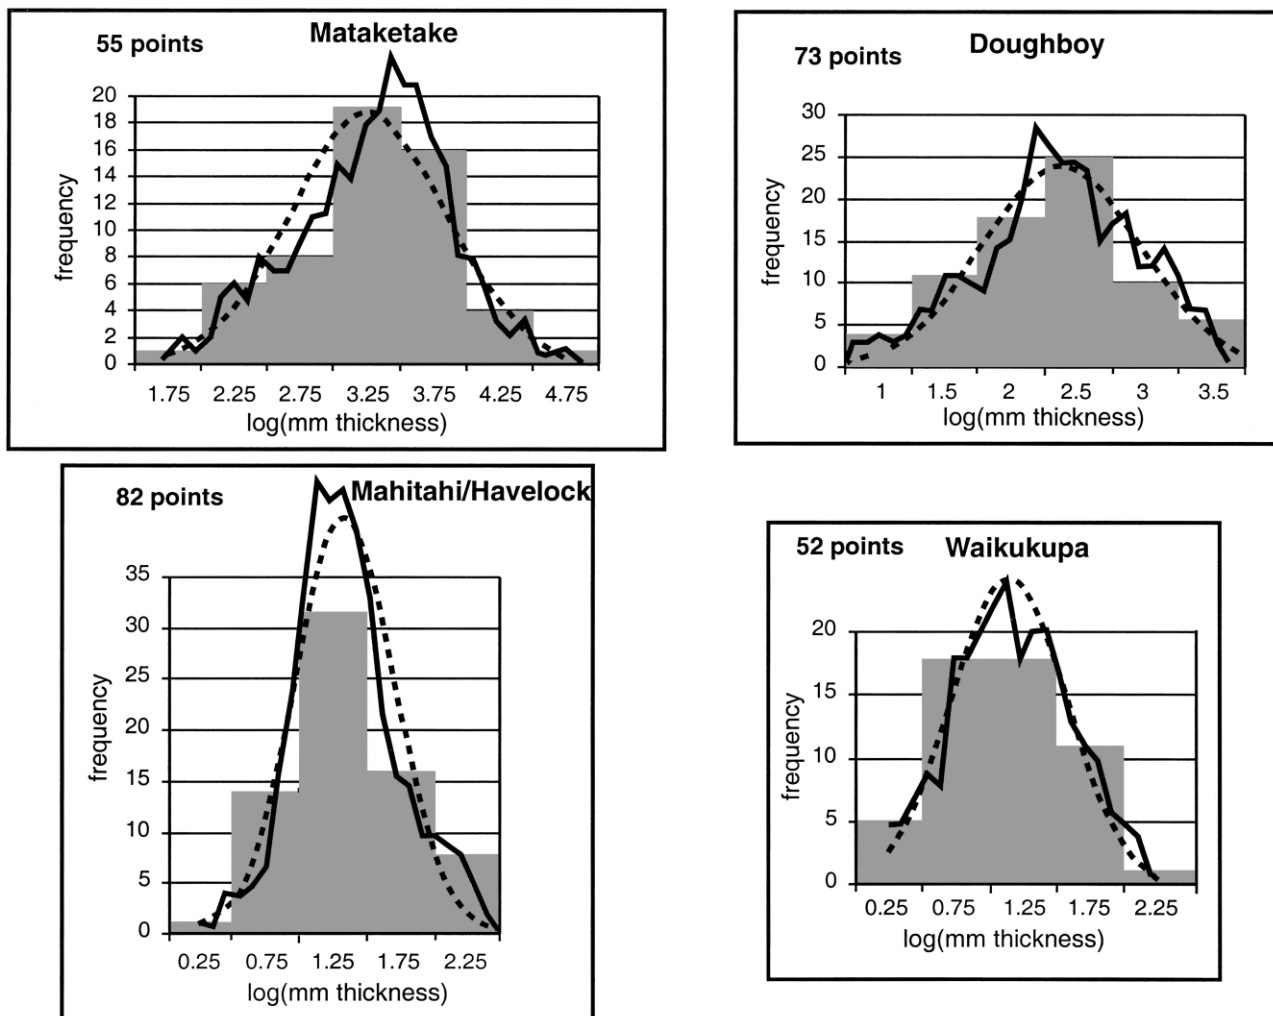 55 points
Mataketake
frequency
20
18
16
14
12
10
8
6
4
2
0
1.75 2.25 2.75 3.25 3.75 4.25 4.75
log(mm thickness)
73 points
Doughboy
frequency
30
25
20
15
10
5
0
1 1.5 2 2.5 3 3.5
log(mm thickness)
82 points
Mahitahi/Havelock
frequency
35
30
25
20
15
10
5
0
0.25 0.75 1.25 1.75 2.25
log(mm thickness)
52 points
Waikukupa
frequency
20
15
10
5
0
0.25 0.75 1.25 1.75 2.25
log(mm thickness)